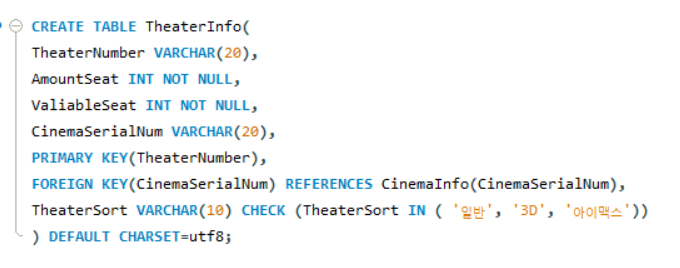 CREATE TABLE TheaterInfo(
TheaterNumber VARCHAR(20),
AmountSeat INT NOT NULL,
ValiableSeat INT NOT NULL,
CinemaSerialNum VARCHAR(20),
PRIMARY KEY(TheaterNumber),
FOREIGN KEY(CinemaSerialNum) REFERENCES CinemaInfo(CinemaSerialNum),
TheaterSort VARCHAR(10) CHECK (TheaterSort IN ( '일반', '3D', '아이맥스'))
) DEFAULT CHARSET=utf8;